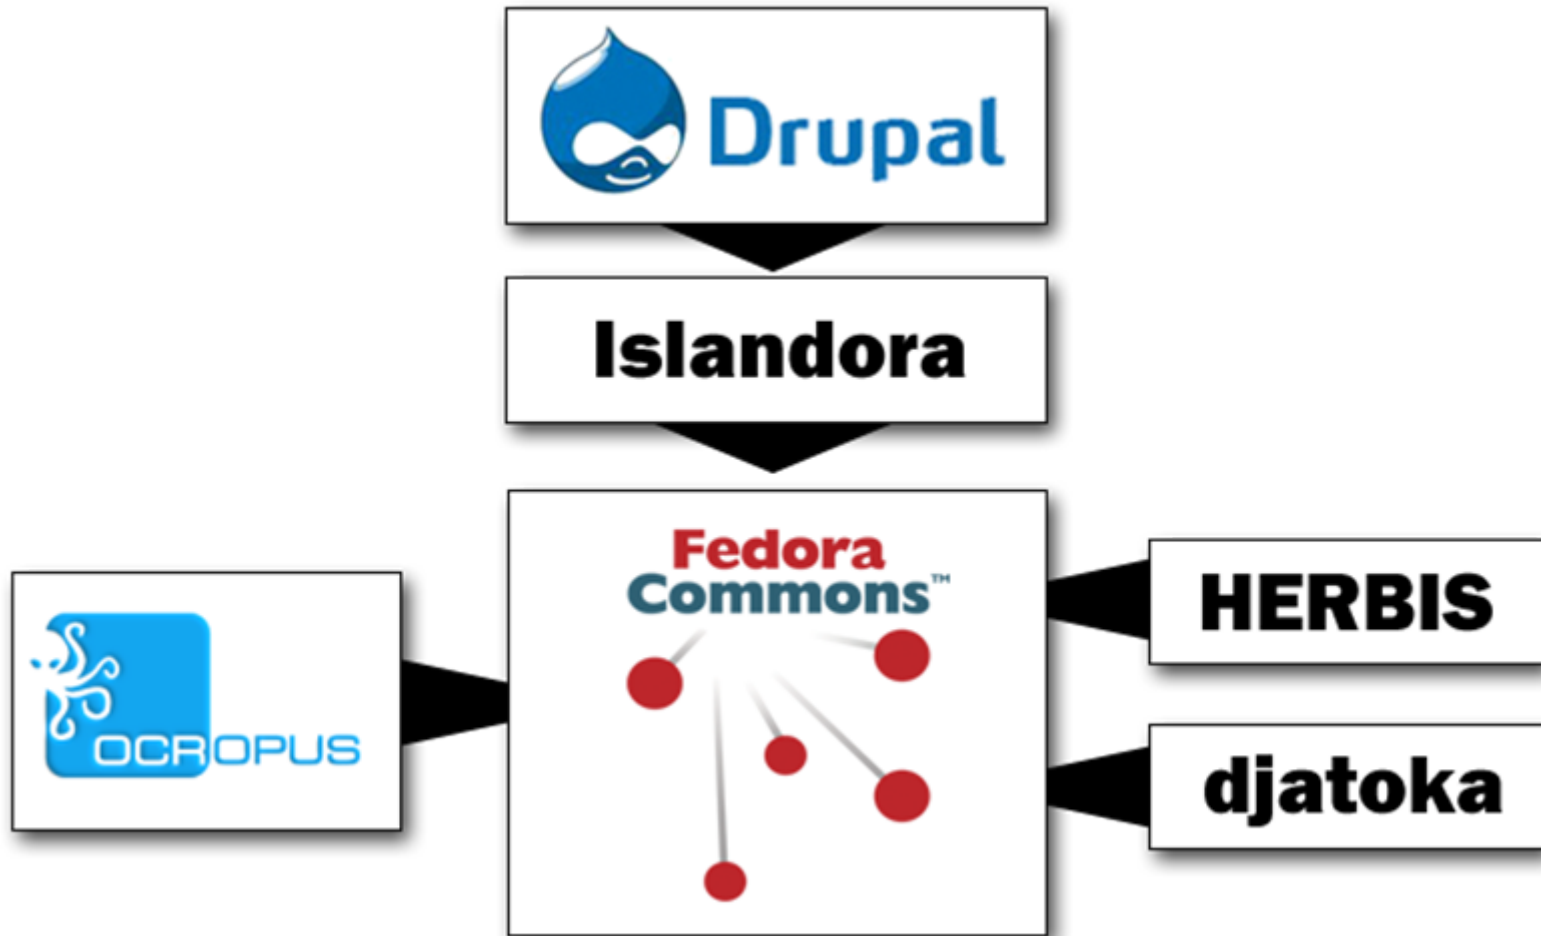 Drupal
Islandora
Fedora
Commons™
OCROPUS
HERBIS
djatoka